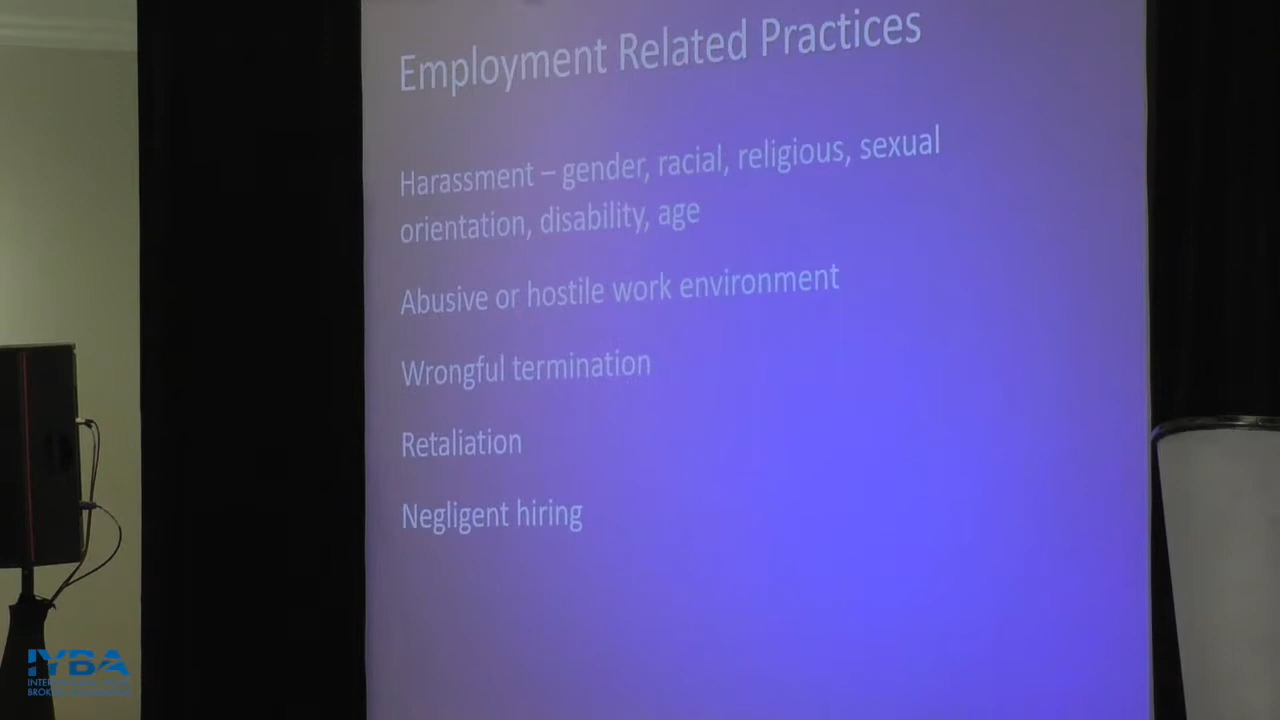 Employment Related Practices
Harassment – gender, racial, religious, sexual
orientation, disability, age
Abusive or hostile work environment
Wrongful termination
Retaliation
Negligent hiring
IYBA